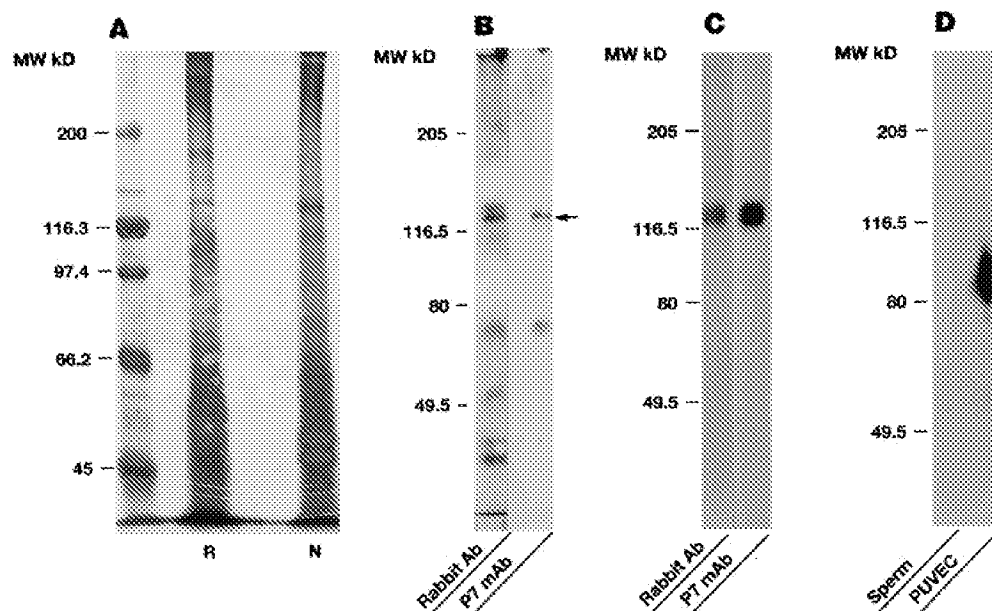 A
MW kD
200
116.3
97.4
66.2
45
R
N
B
MW kD
205
116.5
80
49.5
Rabbit Ab
P7 mAb
C
MW kD
205
116.5
80
49.5
Rabbit Ab
P7 mAb
D
MW kD
205
116.5
80
49.5
Sperm
PUVEC